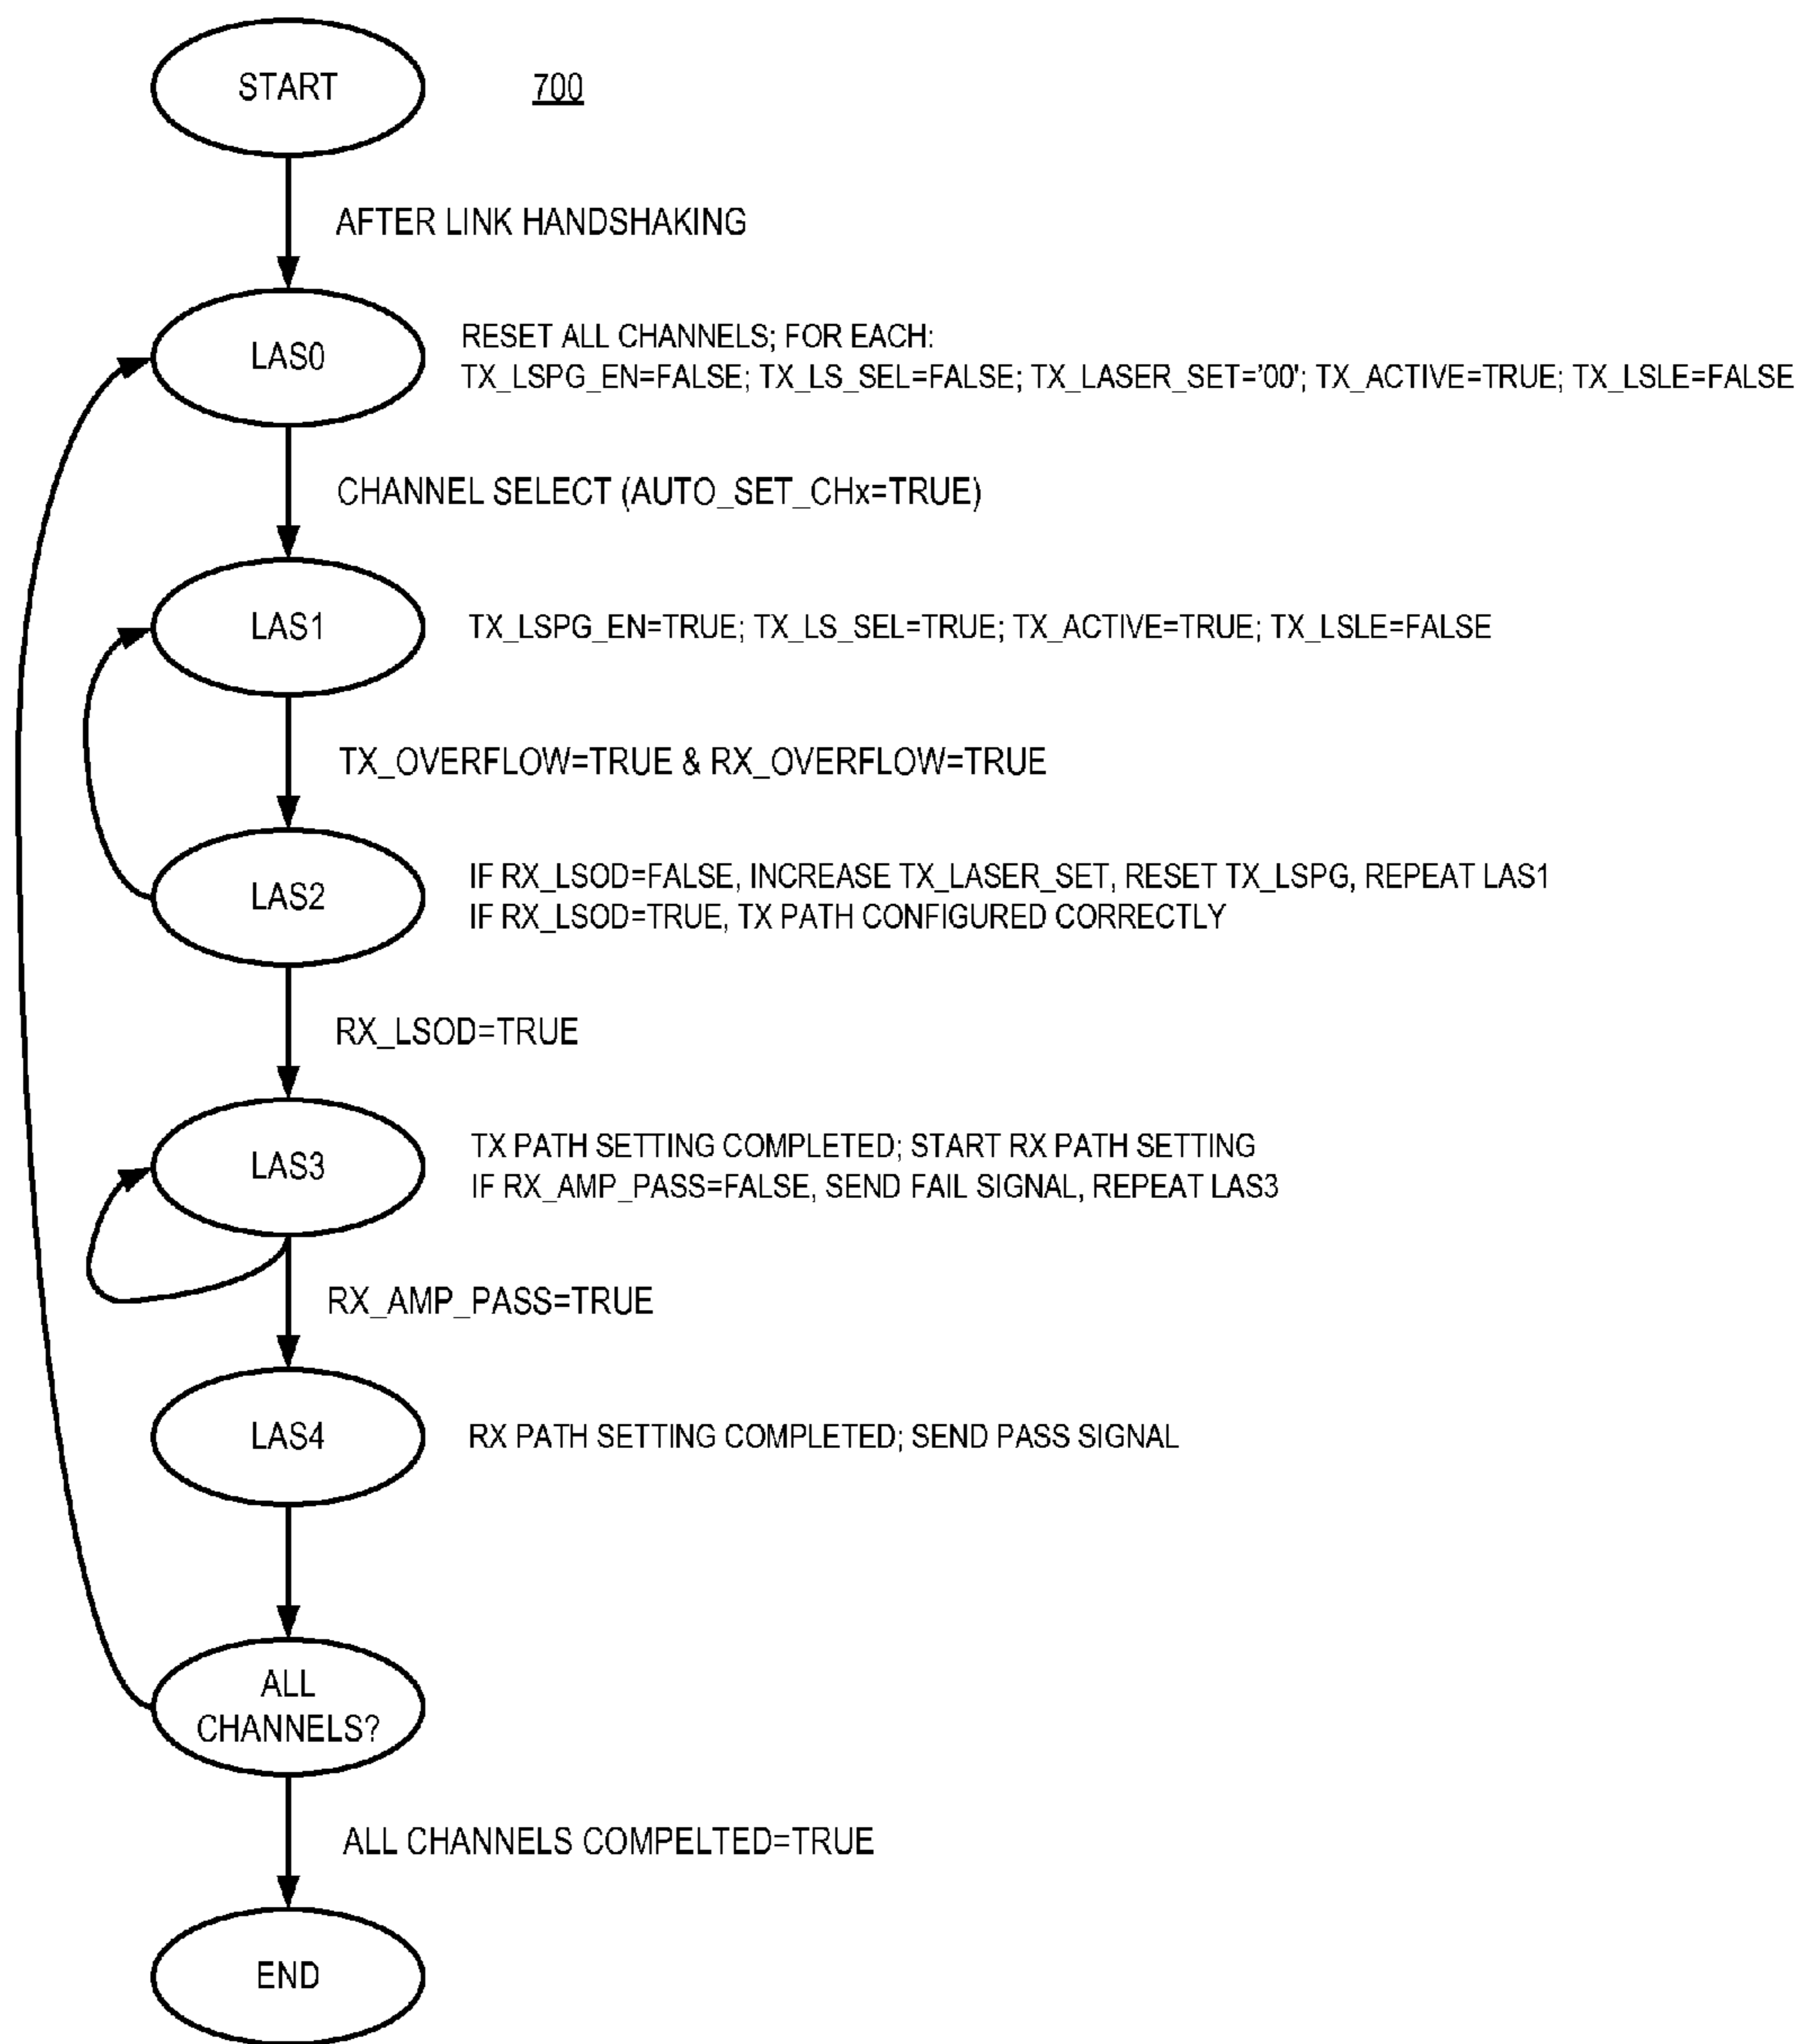 START
700
AFTER LINK HANDSHAKING
LAS0
RESET ALL CHANNELS; FOR EACH:
TX_LSPG_EN=FALSE; TX_LS_SEL=FALSE; TX_LASER_SET='00'; TX_ACTIVE=TRUE; TX_LSLE=FALSE
CHANNEL SELECT (AUTO_SET_CHx=TRUE)
LAS1
TX_LSPG_EN=TRUE; TX_LS_SEL=TRUE; TX_ACTIVE=TRUE; TX_LSLE=FALSE
TX_OVERFLOW=TRUE & RX_OVERFLOW=TRUE
LAS2
IF RX_LSOD=FALSE, INCREASE TX_LASER_SET, RESET TX_LSPG, REPEAT LAS1
IF RX_LSOD=TRUE, TX PATH CONFIGURED CORRECTLY
RX_LSOD=TRUE
LAS3
TX PATH SETTING COMPLETED; START RX PATH SETTING
IF RX_AMP_PASS=FALSE, SEND FAIL SIGNAL, REPEAT LAS3
RX_AMP_PASS=TRUE
LAS4
RX PATH SETTING COMPLETED; SEND PASS SIGNAL
ALL
CHANNELS?
ALL CHANNELS COMPELTED=TRUE
END